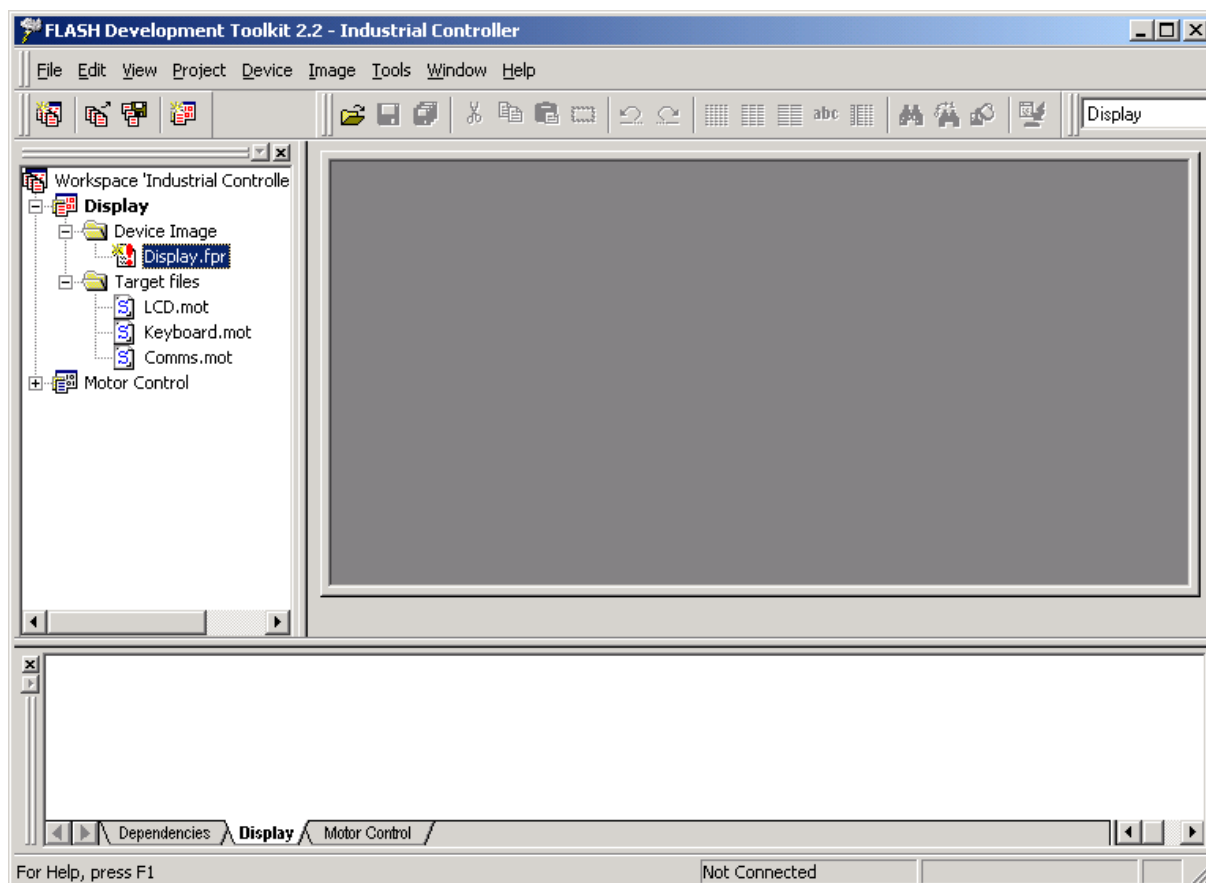 FLASH Development Toolkit 2.2 - Industrial Controller
File Edit View Project Device Image Tools Window Help
abc Display
Workspace 'Industrial Controlle
Display
Device Image
Display.fpr
Target files
LCD.mot
Keyboard.mot
Comms.mot
Motor Control
Dependencies Display Motor Control
For Help, press F1 Not Connected